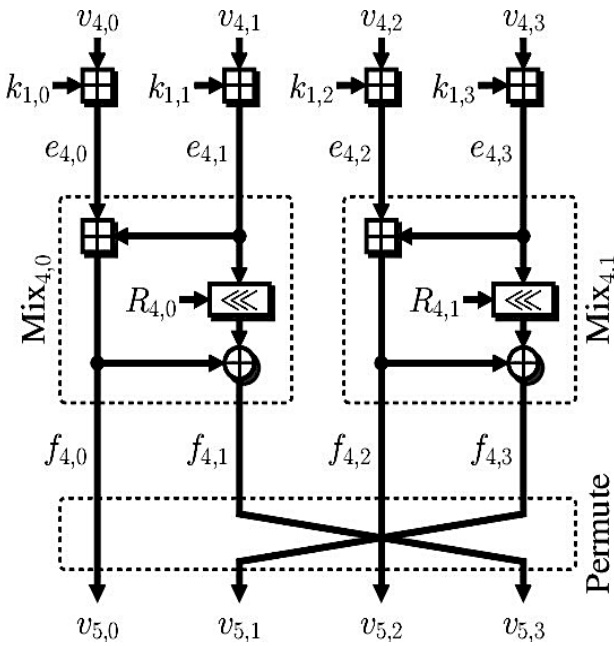 v4,0 v4,1 v4,2 v4,3
k1,0 k1,1 k1,2 k1,3
e4,0 e4,1 e4,2 e4,3
Mix4,0 Mix4,1
R4,0 <<< R4,1 <<<
f4,0 f4,1 f4,2 f4,3
Permute
v5,0 v5,1 v5,2 v5,3